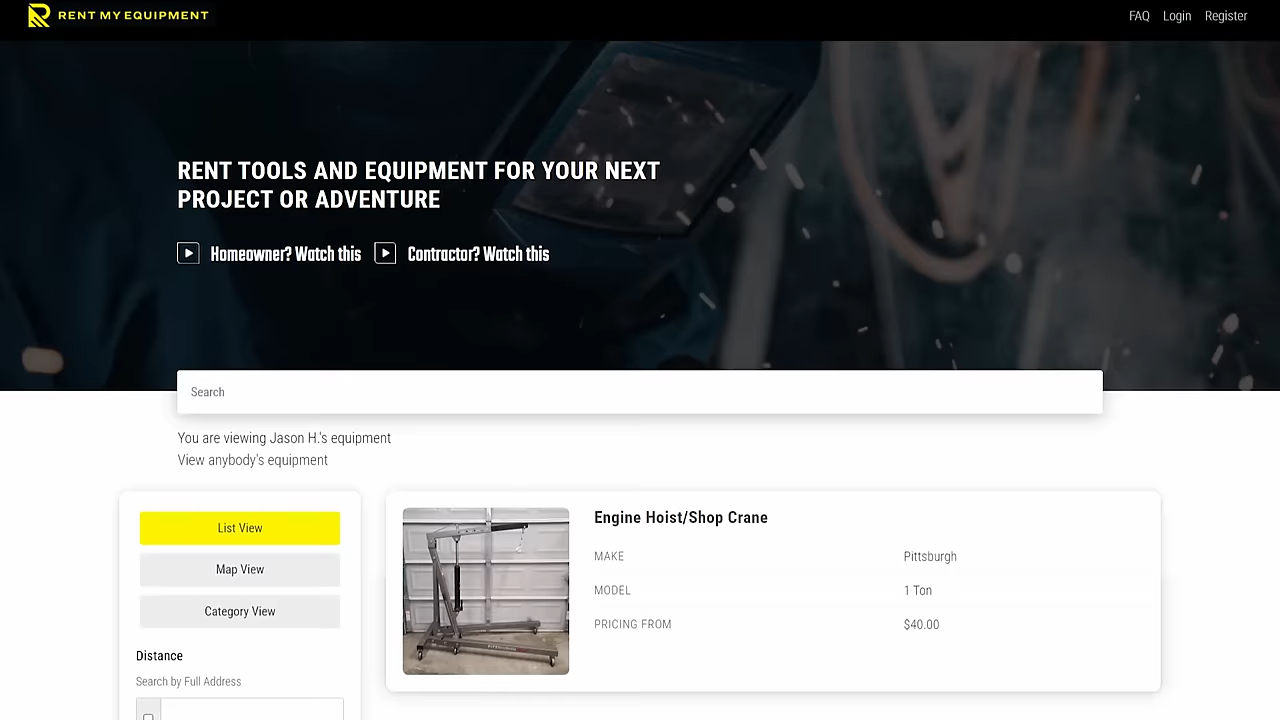 RENT MY EQUIPMENT
FAQ Login Register
RENT TOOLS AND EQUIPMENT FOR YOUR NEXT
PROJECT OR ADVENTURE
Homeowner? Watch this Contractor? Watch this
Search
You are viewing Jason H.'s equipment
View anybody's equipment
List View
Map View
Category View
Distance
Search by Full Address
Engine Hoist/Shop Crane
MAKE Pittsburgh
MODEL 1 Ton
PRICING FROM $40.00